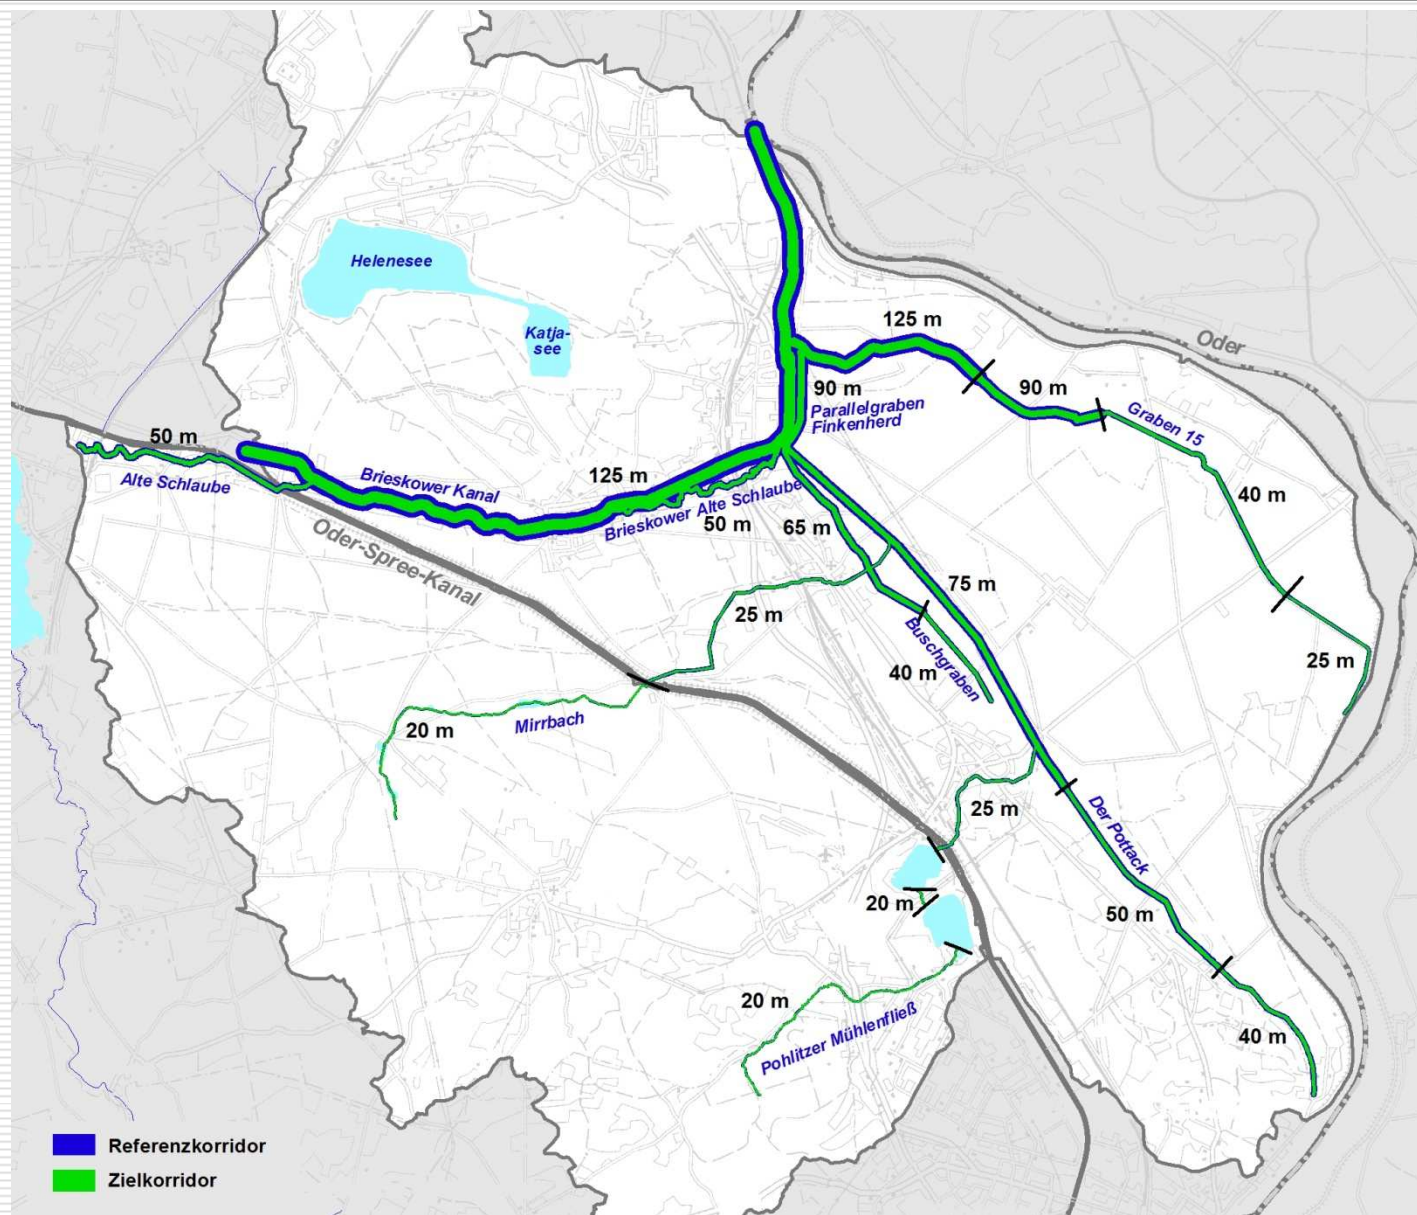 Helenesee
Katja-
see
125 m
Oder
90 m
90 m
Parallelgraben
Finkenherd
Graben 15
50 m
Alte Schlaube
Brieskower Kanal
125 m
Brieskower Alte Schlaube
50 m
65 m
40 m
Oder-Spree-Kanal
75 m
25 m
Buschgraben
40 m
25 m
20 m
Mirrbach
25 m
Der Pottack
20 m
50 m
20 m
Pohlitzer Mühlenfließ
40 m
Referenzkorridor
Zielkorridor